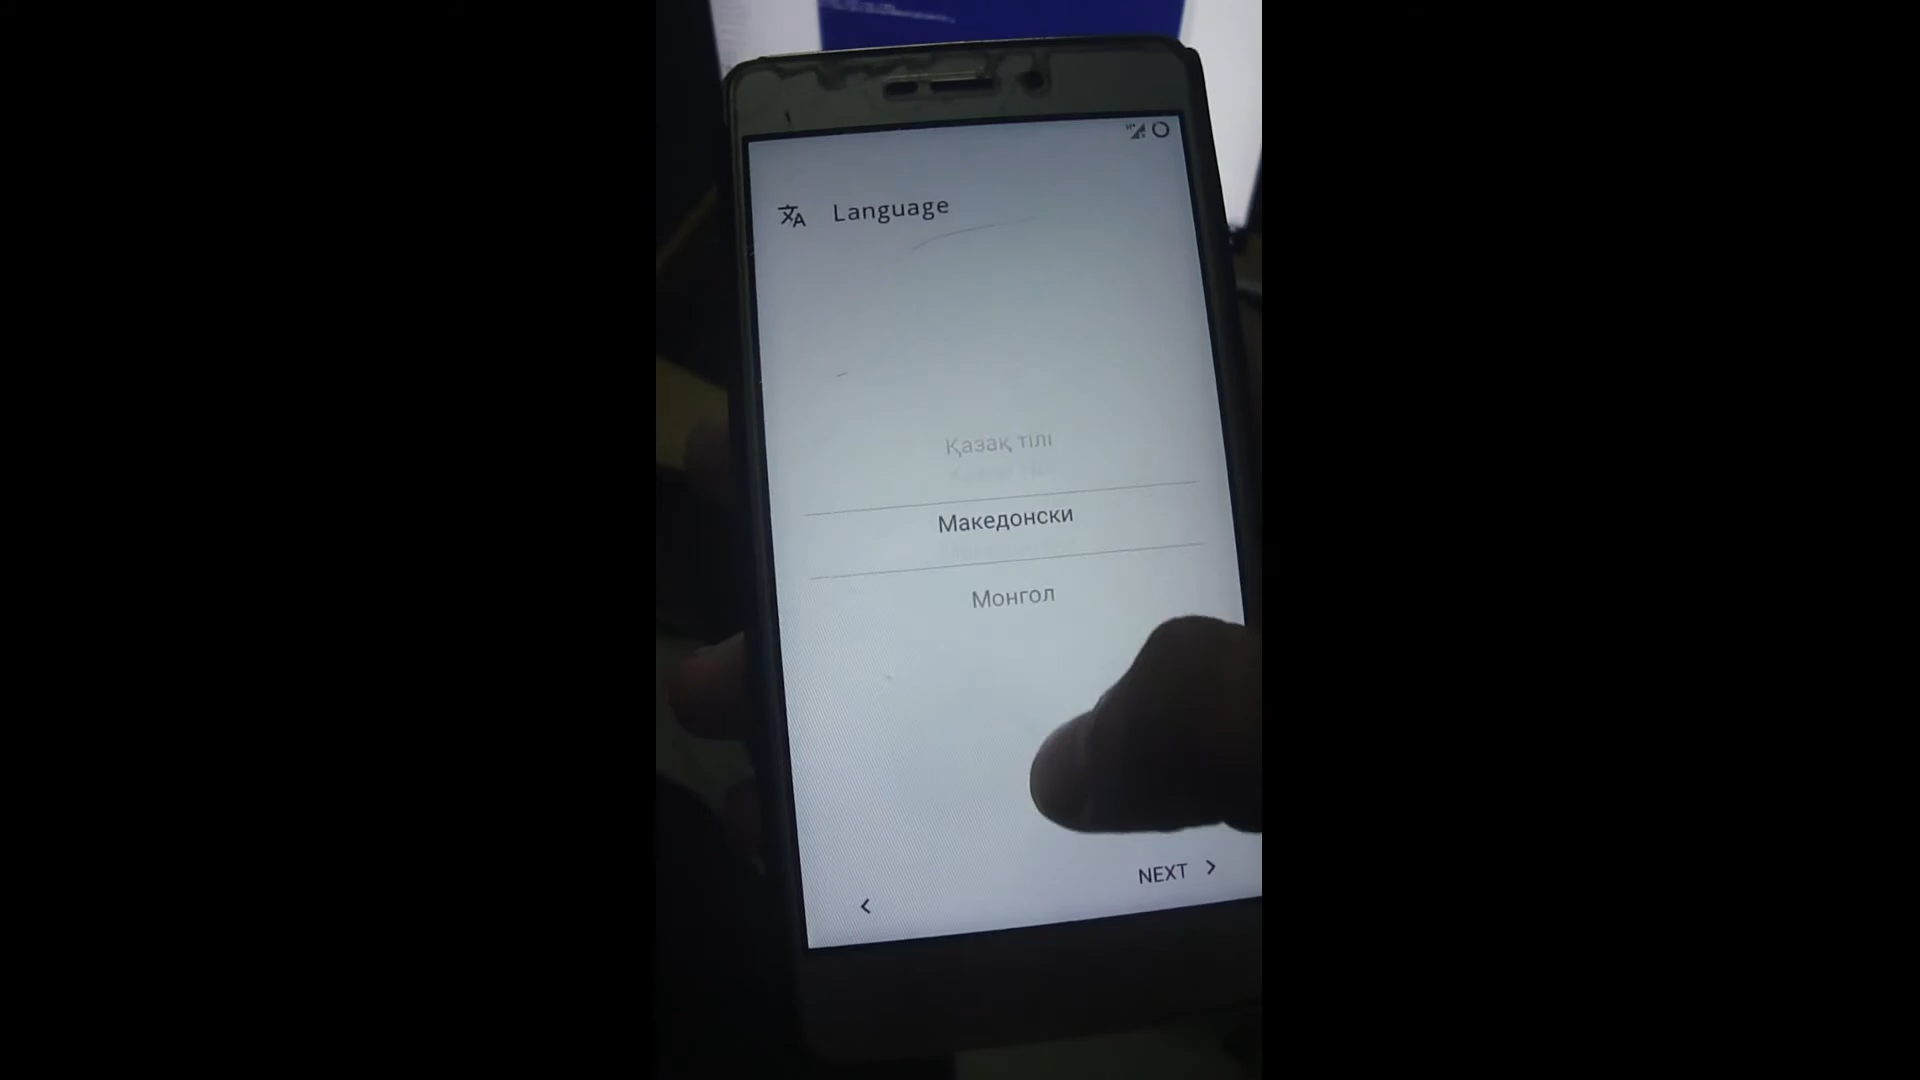 Language
Қазақ тілі
Македонски
Монгол
NEXT